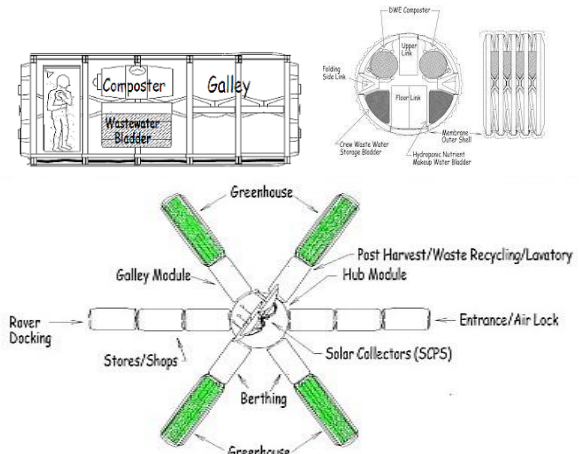 Composter
Galley
Wastewater
Bladder
DWE Composter
Upper
Link
Folding
Side Link
Floor Link
Membrane
Outer Shell
Crew Waste Water
Storage Bladder
Hydroponic Nutrient
Makeup Water Bladder
Greenhouse
Post Harvest/Waste Recycling/Lavatory
Galley Module
Hub Module
Rover
Docking
Entrance/Air Lock
Stores/Shops
Solar Collectors (SCPS)
Berthing
Greenhouse